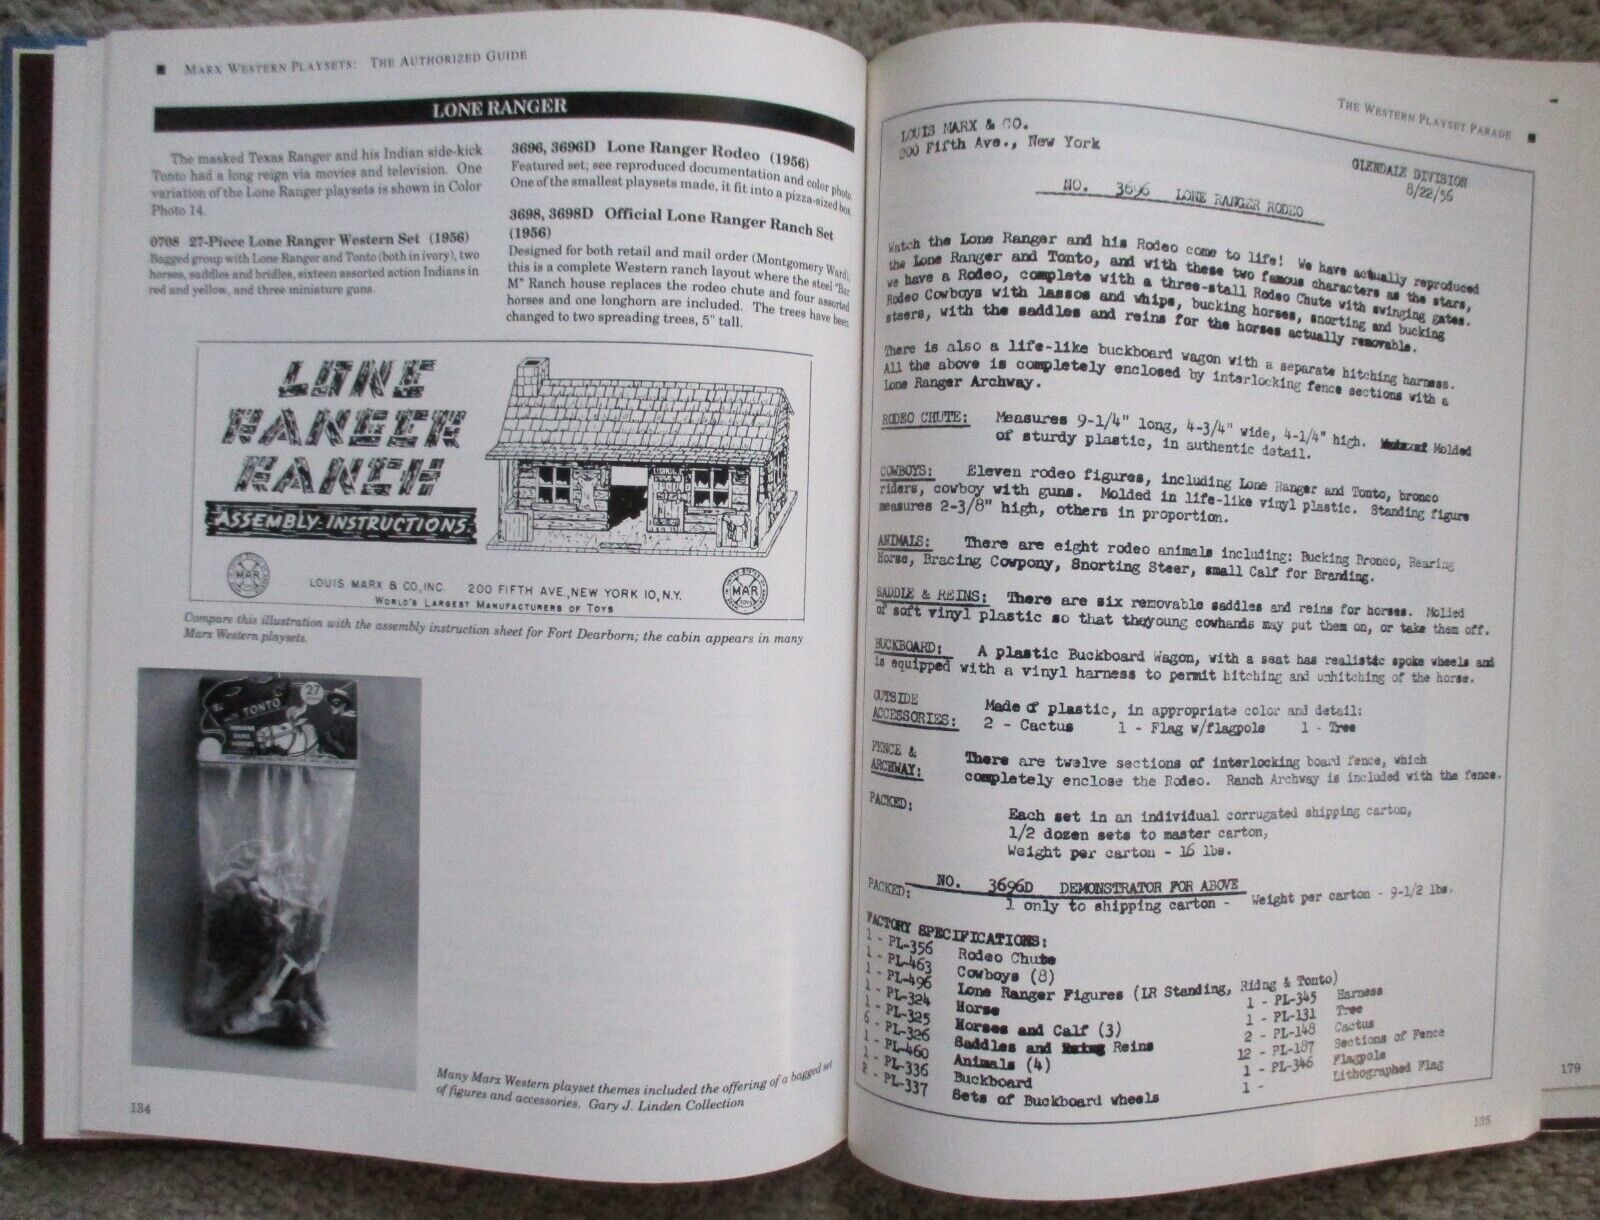 MARX WESTERN PLAYSETS: THE AUTHORIZED GUIDE
LONE RANGER
The masked Texas Ranger and his Indian side-kick
Tonto had a long reign via movies and television. One
variation of the Lone Ranger playsets is shown in Color
Photo 14.
0708 27-Piece Lone Ranger Western Set (1956)
Bagged group with Lone Ranger and Tonto (both in ivory), two
horses, saddles and bridles, sixteen assorted action Indians in
red and yellow, and three miniature guns.
3696, 3696D Lone Ranger Rodeo (1956)
Featured set; see reproduced documentation and color photo.
One of the smallest playsets made, it fit into a pizza-sized box
3698, 3698D Official Lone Ranger Ranch Set
(1956)
Designed for both retail and mail order (Montgomery Ward),
this is a complete Western ranch layout where the steel "Bar
M" Ranch house replaces the rodeo chute and four assorted
horses and one longhorn are included. The trees have been
changed to two spreading trees, 5" tall.
LONE
RANGER
RANCH
ASSEMBLY-INSTRUCTIONS
MAR
LOUIS MARX & CO., INC. 200 FIFTH AVE., NEW YORK 10, N.Y.
WORLD'S LARGEST MANUFACTURERS OF TOYS
MAR
Compare this illustration with the assembly instruction sheet for Fort Dearborn; the cabin appears in many
Marx Western playsets.
27
TONTO
Many Marx Western playset themes included the offering of a bagged set
of figures and accessories. Gary J. Linden Collection
134
THE WESTERN PLAYSET PARADE
LOUIS MARX & CO.
200 Fifth Ave., New York
GLENDALE DIVISION
8/22/56
NO. 3696 LONE RANGER RODEO
Watch the Lone Ranger and his Rodeo come to life! We have actually reproduced
the Lone Ranger and Tonto, and with these two famous characters as the stars,
we have a Rodeo, complete with a three-stall Rodeo Chute with swinging gates.
Rodeo Cowboys with lassos and whips, bucking horses, snorting and bucking
steers, with the saddles and reins for the horses actually removable.
There is also a life-like buckboard wagon with a separate hitching harness.
All the above is completely enclosed by interlocking fence sections with a
Lone Ranger Archway.
RODEO CHUTE: Measures 9-1/4" long, 4-3/4" wide, 4-1/4" high. Molded
of sturdy plastic, in authentic detail.
COWBOYS: Eleven rodeo figures, including Lone Ranger and Tonto, bronco
riders, cowboy with guns. Molded in life-like vinyl plastic. Standing figure
measures 2-3/8" high, others in proportion.
ANIMALS: There are eight rodeo animals including: Bucking Bronco, Rearing
Horse, Bracing Cowpony, Snorting Steer, small Calf for Branding.
SADDLE & REINS: There are six removable saddles and reins for horses. Molded
of soft vinyl plastic so that theyoung cowhands may put them on, or take them off.
BUCKBOARD: A plastic Buckboard Wagon, with a seat has realistic spoke wheels and
is equipped with a vinyl harness to permit hitching and unhitching of the horse.
OUTSIDE
ACCESSORIES: Made of plastic, in appropriate color and detail:
2 - Cactus 1 - Flag w/flagpole 1 - Tree
FENCE &
ARCHWAY: There are twelve sections of interlocking board fence, which
completely enclose the Rodeo. Ranch Archway is included with the fence.
PACKED:
Each set in an individual corrugated shipping carton,
1/2 dozen sets to master carton,
Weight per carton - 16 lbs.
NO. 3696D DEMONSTRATOR FOR ABOVE
PACKED: 1 only to shipping carton - Weight per carton - 9-1/2 lbs.
FACTORY SPECIFICATIONS:
1 - PL-356 Rodeo Chute
1 - PL-463 Cowboys (8)
1 - PL-496 Lone Ranger Figures (LR Standing, Ridng & Tonto)
1 - PL-324 Horse
1 - PL-325 Horses and Calf (3)
6 - PL-326 Saddles and Reins
1 - PL-460 Animals (4)
1 - PL-336 Buckboard
2 - PL-337 Sets of Buckboard wheels
1 - PL-345 Harness
1 - PL-131 Tree
2 - PL-148 Cactus
12 - PL-187 Sections of Fence
1 - PL-346 Flagpole
1 - Lithographed Flag
135
179